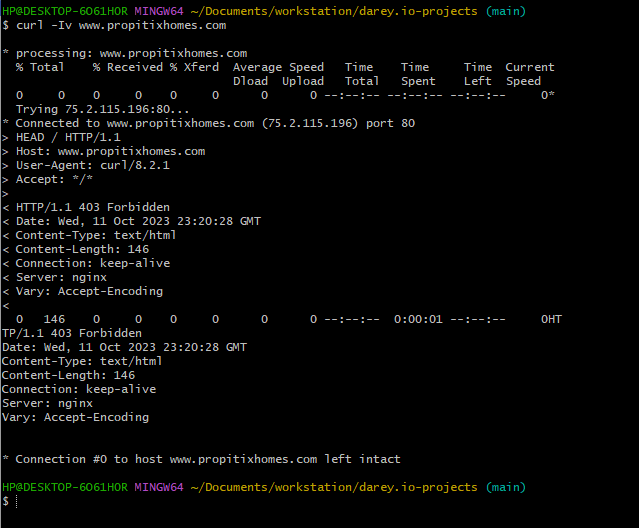 HP@DESKTOP-6O61HOR MINGW64 ~/Documents/workstation/darey.io-projects (main)
$ curl -Iv www.propitixhomes.com
* processing: www.propitixhomes.com
  % Total    % Received % Xferd  Average Speed   Time    Time     Time  Current
                                 Dload  Upload   Total   Spent    Left  Speed
  0     0    0     0    0     0      0      0 --:--:-- --:--:-- --:--:--     0*
  Trying 75.2.115.196:80...
* Connected to www.propitixhomes.com (75.2.115.196) port 80
> HEAD / HTTP/1.1
> Host: www.propitixhomes.com
> User-Agent: curl/8.2.1
> Accept: */*
>
< HTTP/1.1 403 Forbidden
< Date: Wed, 11 Oct 2023 23:20:28 GMT
< Content-Type: text/html
< Content-Length: 146
< Connection: keep-alive
< Server: nginx
< Vary: Accept-Encoding
<
  0   146    0     0    0     0      0      0 --:--:--  0:00:01 --:--:--     0HT
TP/1.1 403 Forbidden
Date: Wed, 11 Oct 2023 23:20:28 GMT
Content-Type: text/html
Content-Length: 146
Connection: keep-alive
Server: nginx
Vary: Accept-Encoding
* Connection #0 to host www.propitixhomes.com left intact
HP@DESKTOP-6O61HOR MINGW64 ~/Documents/workstation/darey.io-projects (main)
$